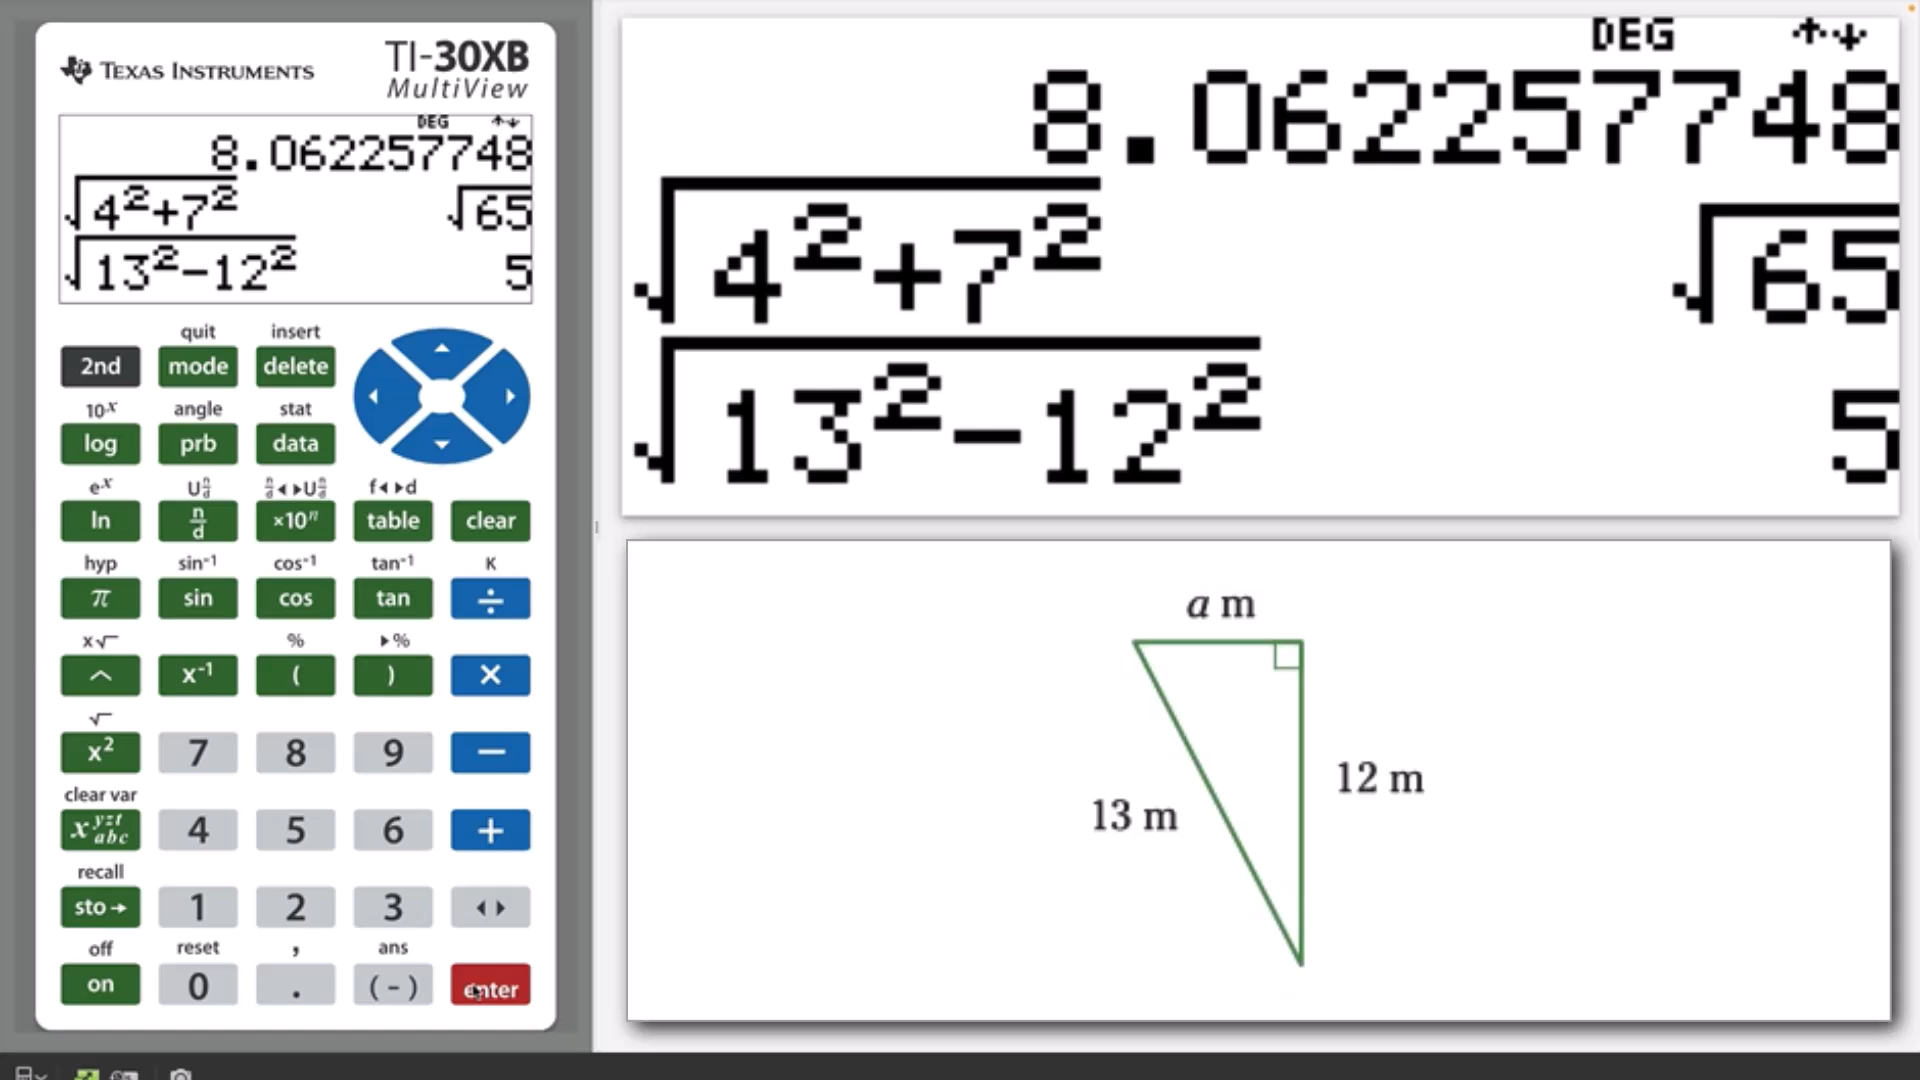 TEXAS INSTRUMENTS
TI-30XB
MultiView
DEG
8.062257748
√4²+7² √65
√13²-12² 5
quit insert
2nd mode delete
10ˣ angle stat
log prb data
eˣ U n/d n/d ◄►U n/d f◄►d
ln n/d ×10ⁿ table clear
hyp sin⁻¹ cos⁻¹ tan⁻¹ K
π sin cos tan ÷
x√ % ►%
^ x⁻¹ ( ) ×
√
x² 7 8 9 −
clear var
x yzt abc 4 5 6 +
recall
sto→ 1 2 3 ◄►
off reset , ans
on 0 . (-) enter
DEG
8.062257748
√4²+7² √65
√13²-12² 5
a m
12 m
13 m